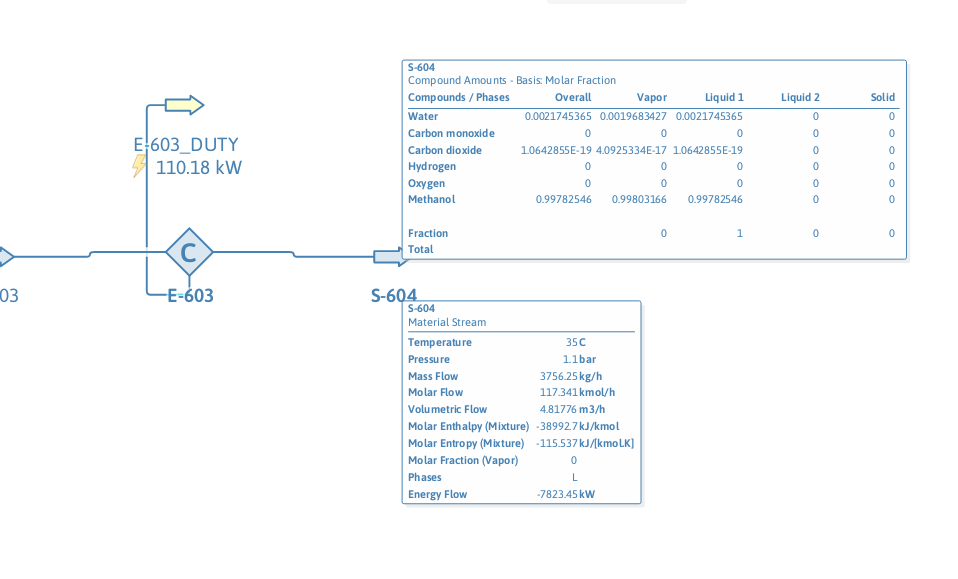 S-604
Compound Amounts - Basis: Molar Fraction
Compounds / Phases Overall Vapor Liquid 1 Liquid 2 Solid
Water 0.0021745365 0.0019683427 0.0021745365 0 0
Carbon monoxide 0 0 0 0 0
Carbon dioxide 1.0642855E-19 4.0925334E-17 1.0642855E-19 0 0
Hydrogen 0 0 0 0 0
Oxygen 0 0 0 0 0
Methanol 0.99782546 0.99803166 0.99782546 0 0
Fraction 0 1 0 0
Total
E-603_DUTY
110.18 kW
C
03
E-603
S-604
S-604
Material Stream
Temperature 35 C
Pressure 1.1 bar
Mass Flow 3756.25 kg/h
Molar Flow 117.341 kmol/h
Volumetric Flow 4.81776 m3/h
Molar Enthalpy (Mixture) -38992.7 kJ/kmol
Molar Entropy (Mixture) -115.537 kJ/[kmol.K]
Molar Fraction (Vapor) 0
Phases L
Energy Flow -7823.45 kW